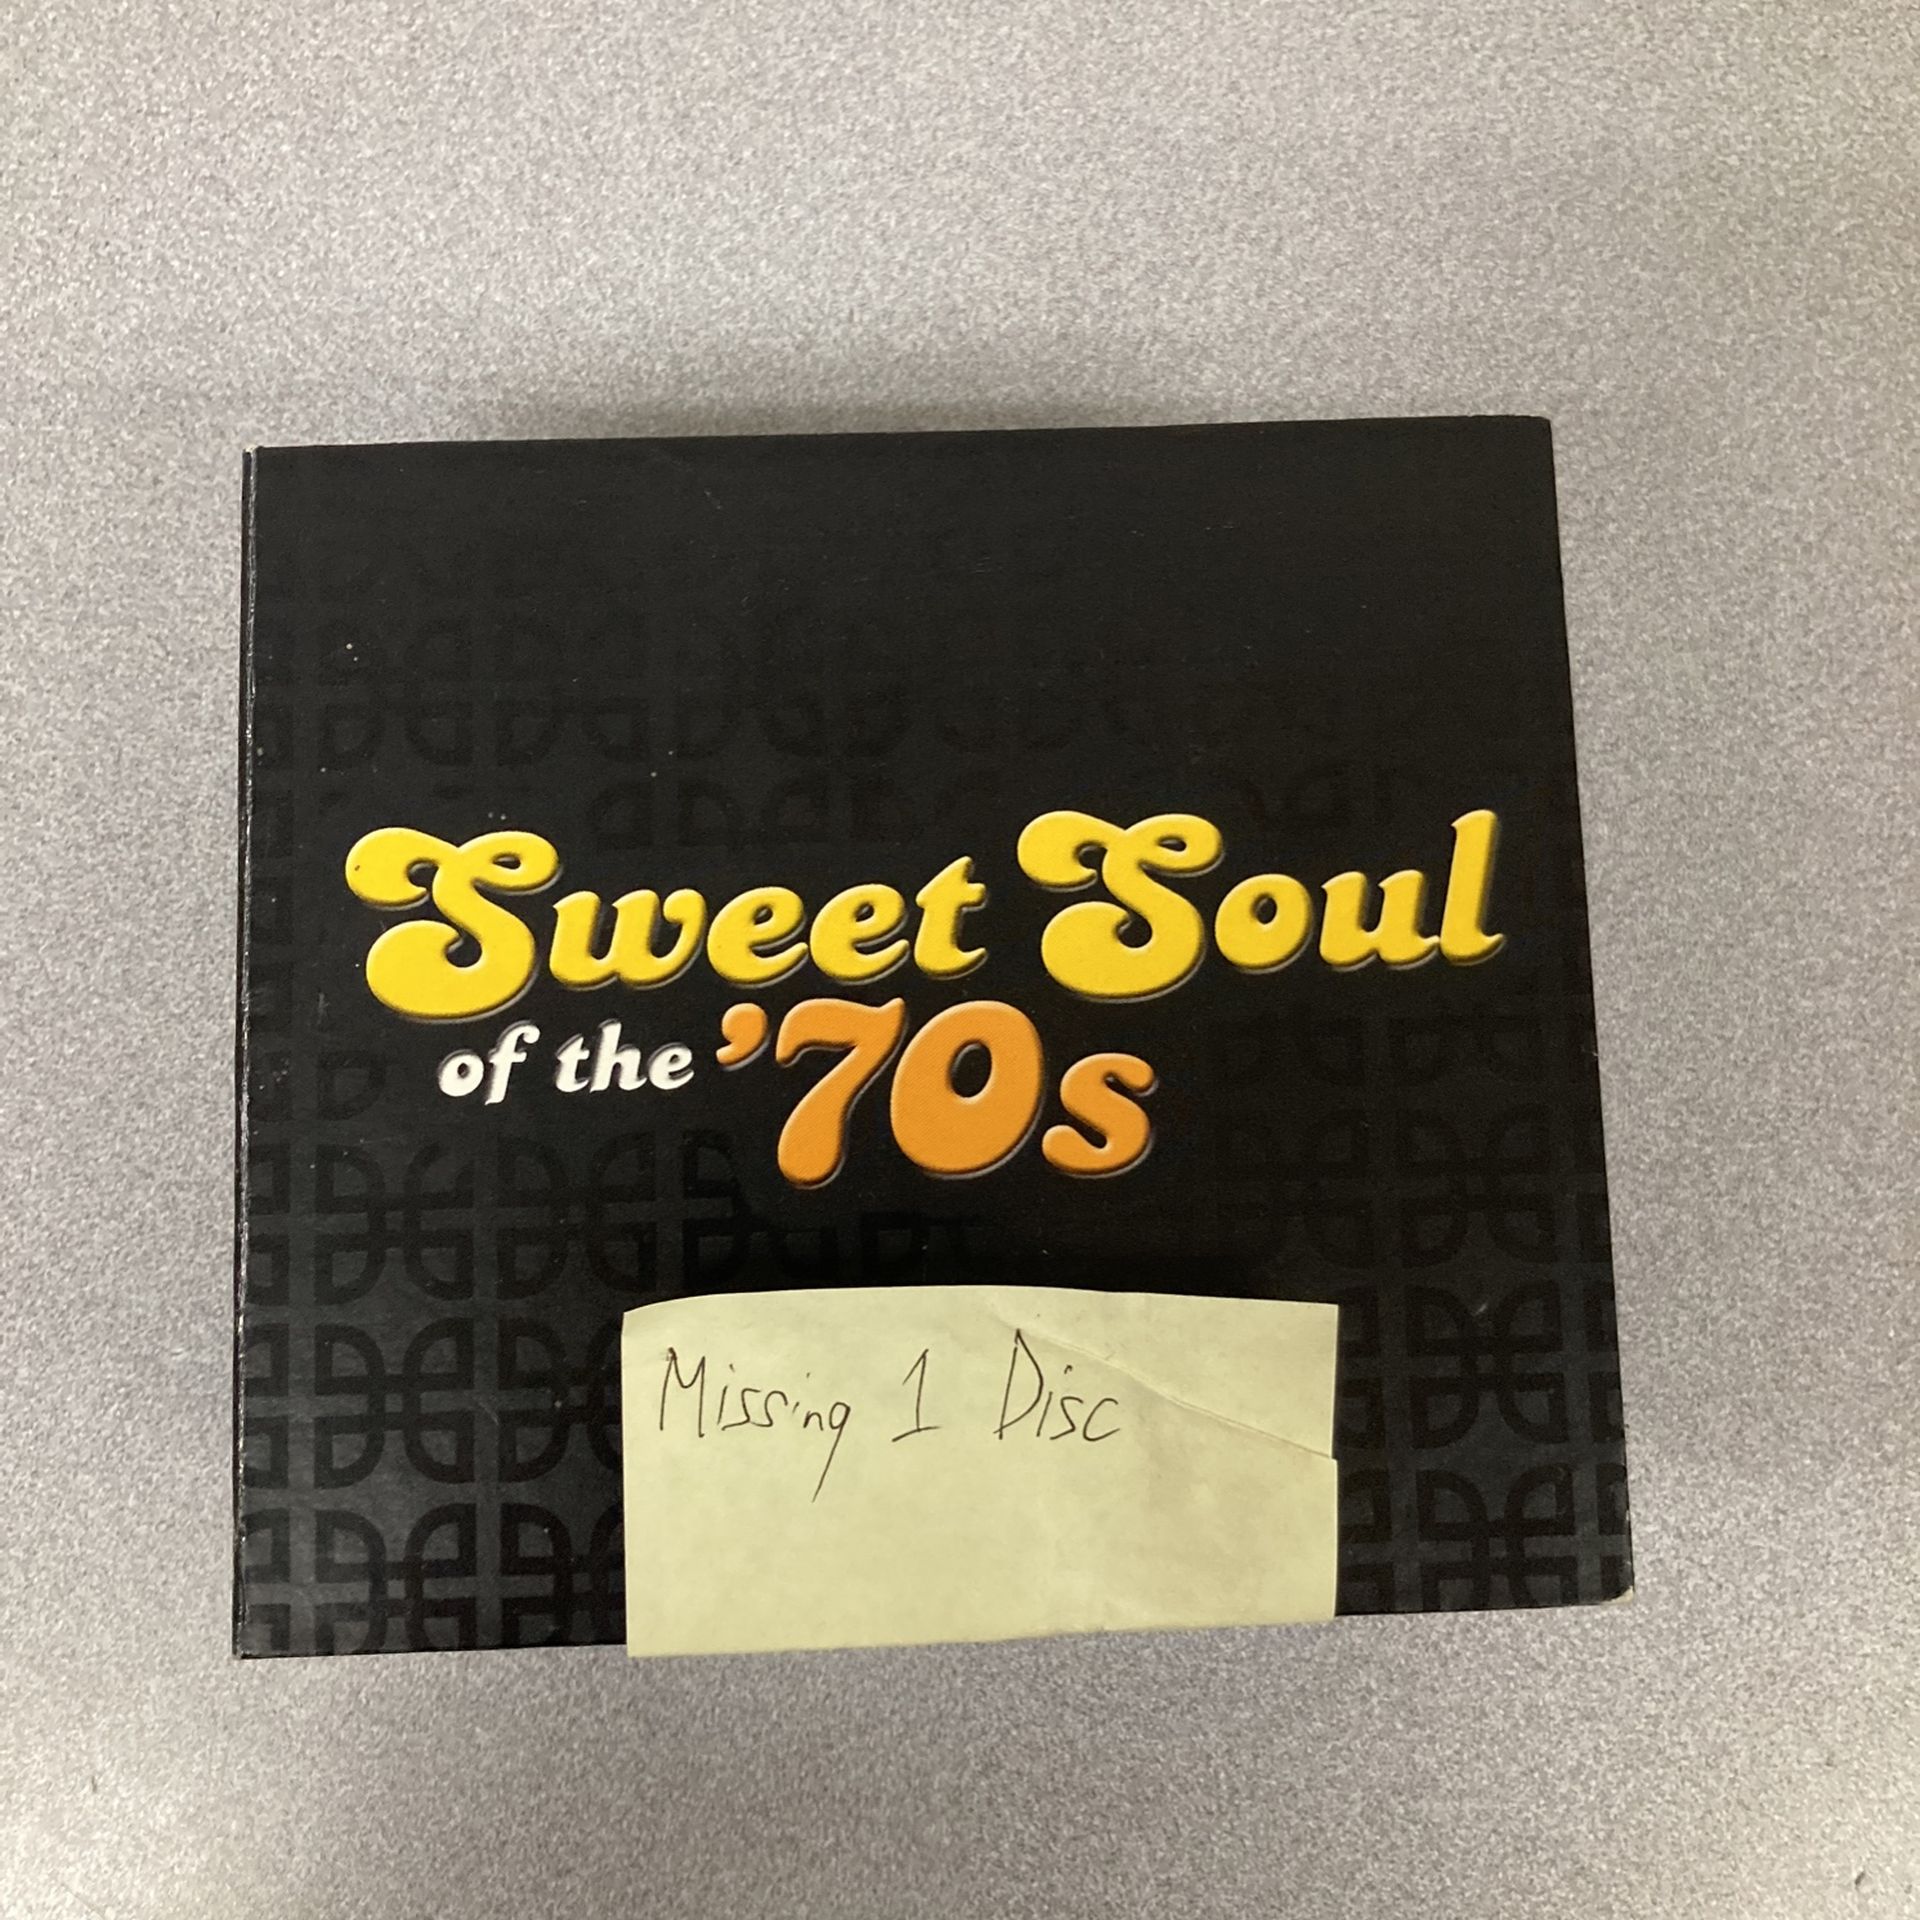 Sweet Soul
of the '70s
Missing 1 Disc